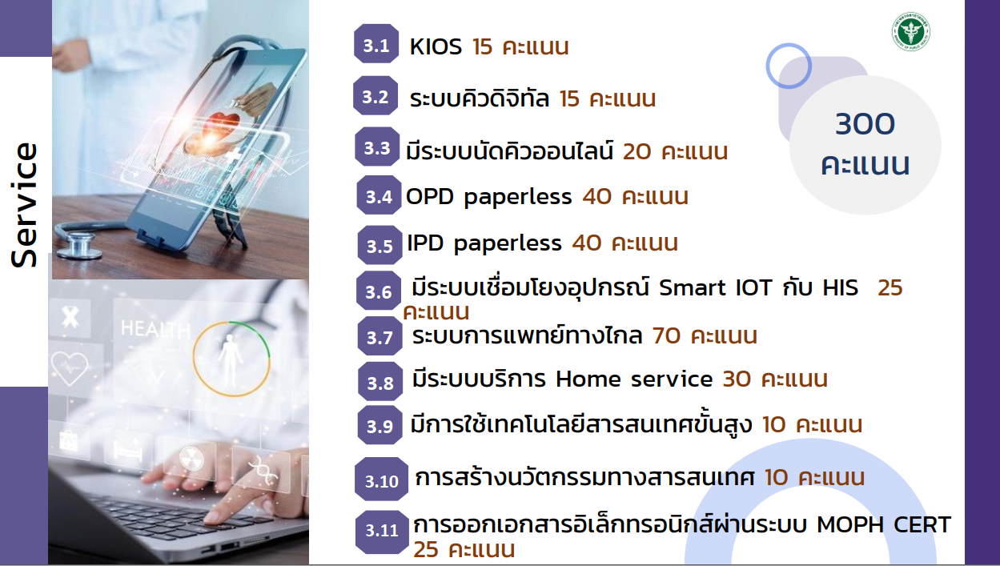 Service
HEALTH
300
คะแนน
3.1 KIOS 15 คะแนน
3.2 ระบบคิวดิจิทัล 15 คะแนน
3.3 มีระบบนัดคิวออนไลน์ 20 คะแนน
3.4 OPD paperless 40 คะแนน
3.5 IPD paperless 40 คะแนน
3.6 มีระบบเชื่อมโยงอุปกรณ์ Smart IOT กับ HIS 25
คะแนน
3.7 ระบบการแพทย์ทางไกล 70 คะแนน
3.8 มีระบบบริการ Home service 30 คะแนน
3.9 มีการใช้เทคโนโลยีสารสนเทศขั้นสูง 10 คะแนน
3.10 การสร้างนวัตกรรมทางสารสนเทศ 10 คะแนน
3.11 การออกเอกสารอิเล็กทรอนิกส์ผ่านระบบ MOPH CERT
25 คะแนน